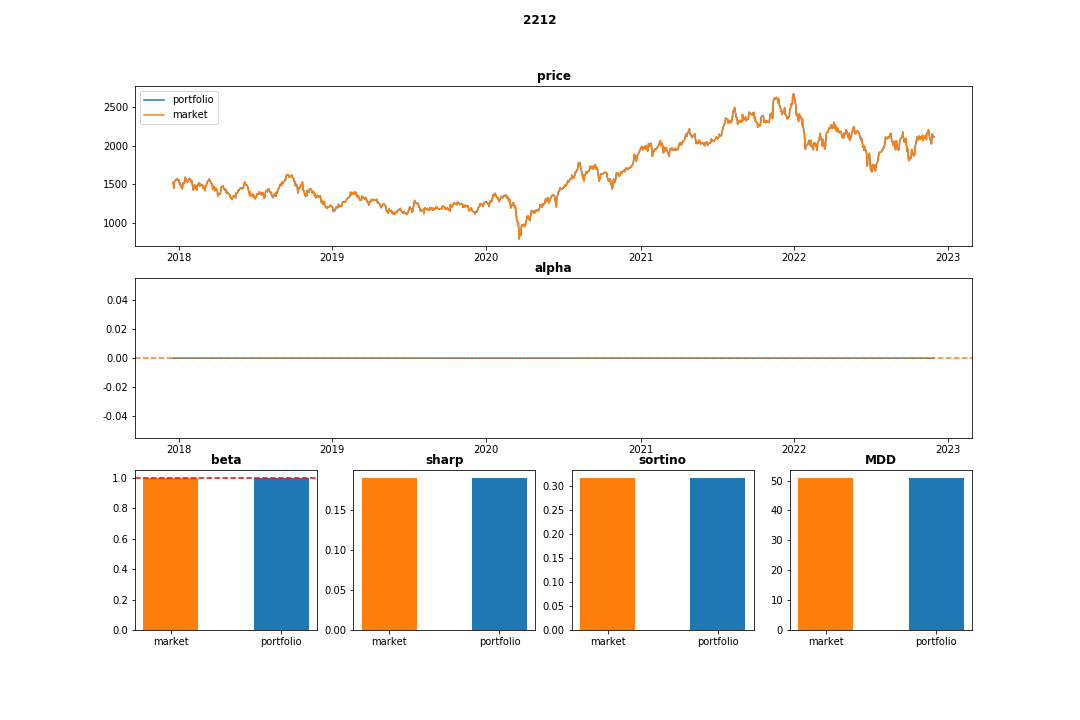 2212
price
portfolio
market
2500
2000
1500
1000
2018 2019 2020 2021 2022 2023
alpha
0.04
0.02
0.00
-0.02
-0.04
2018 2019 2020 2021 2022 2023
beta
1.0
0.8
0.6
0.4
0.2
0.0
market portfolio
sharp
0.15
0.10
0.05
0.00
market portfolio
sortino
0.30
0.25
0.20
0.15
0.10
0.05
0.00
market portfolio
MDD
50
40
30
20
10
0
market portfolio